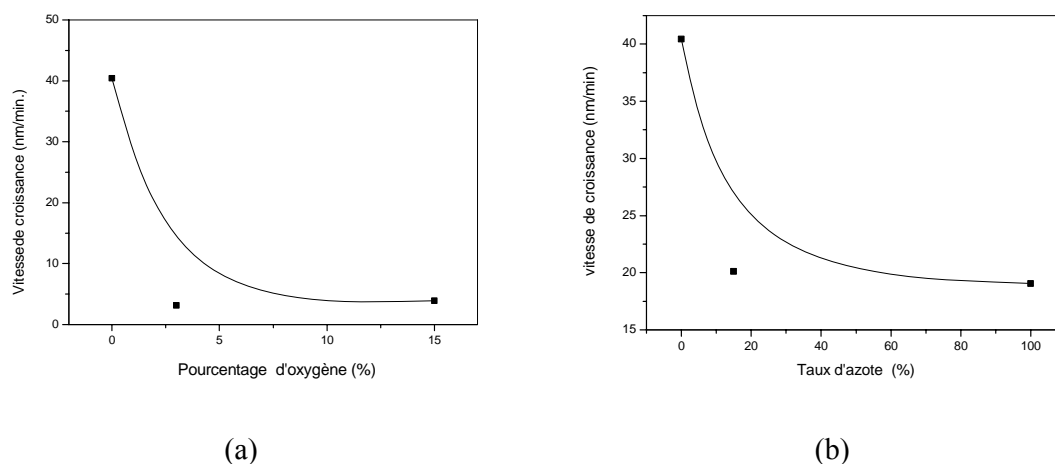 50
40
30
20
10
0
Vitessede croissance (nm/min.)
0 5 10 15
Pourcentage d'oxygène (%)
(a)
40
35
30
25
20
15
vitesse de croissance (nm/min)
0 20 40 60 80 100
Taux d'azote (%)
(b)